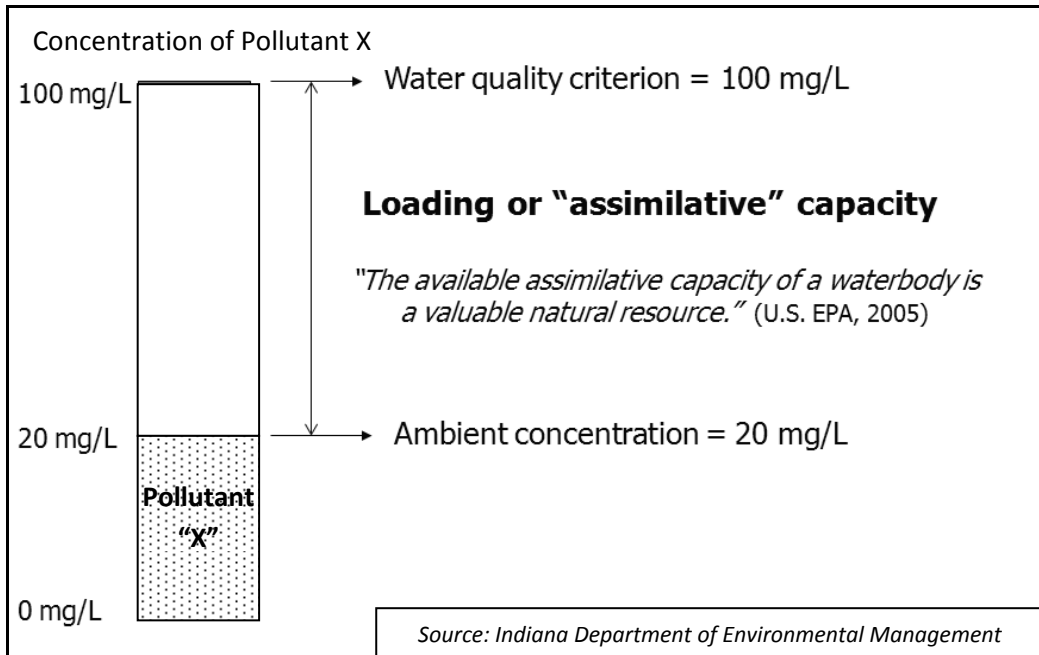 Concentration of Pollutant X
100 mg/L
Water quality criterion = 100 mg/L
Loading or “assimilative” capacity
“The available assimilative capacity of a waterbody is
a valuable natural resource.” (U.S. EPA, 2005)
20 mg/L
Ambient concentration = 20 mg/L
Pollutant
“X”
0 mg/L
Source: Indiana Department of Environmental Management